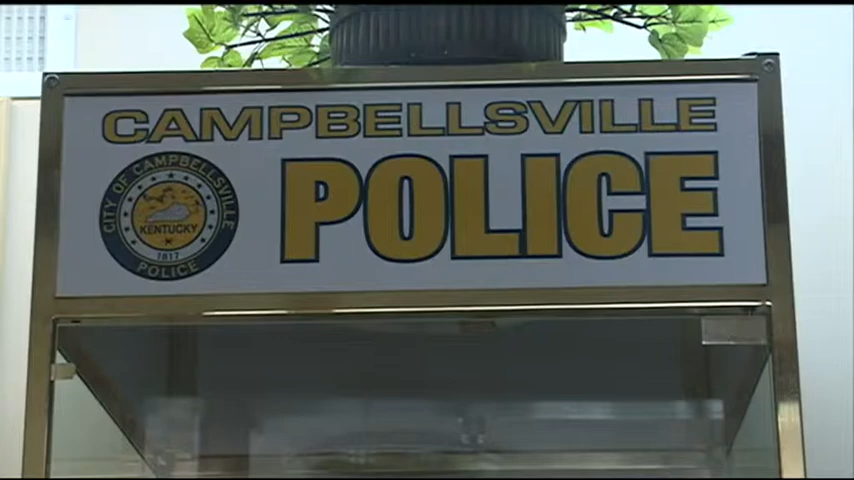 CAMPBELLSVILLE
POLICE
CITY OF CAMPBELLSVILLE
KENTUCKY
1817
POLICE